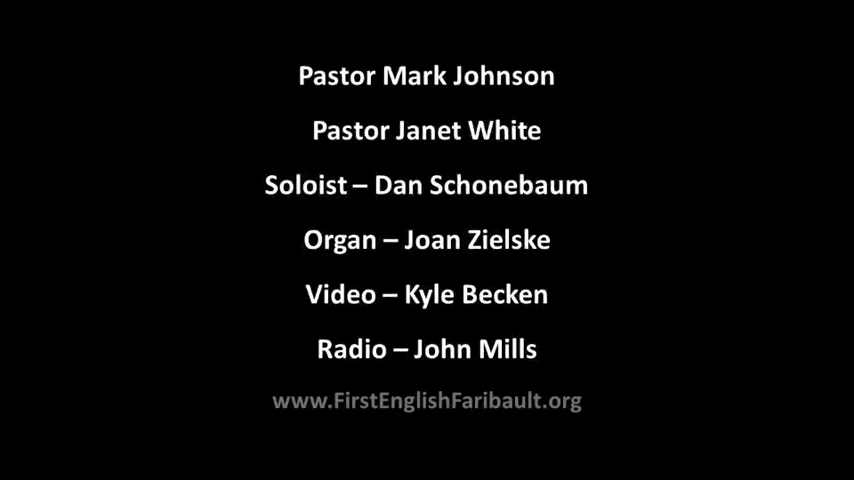 Pastor Mark Johnson
Pastor Janet White
Soloist – Dan Schonebaum
Organ – Joan Zielske
Video – Kyle Becken
Radio – John Mills
www.FirstEnglishFaribault.org